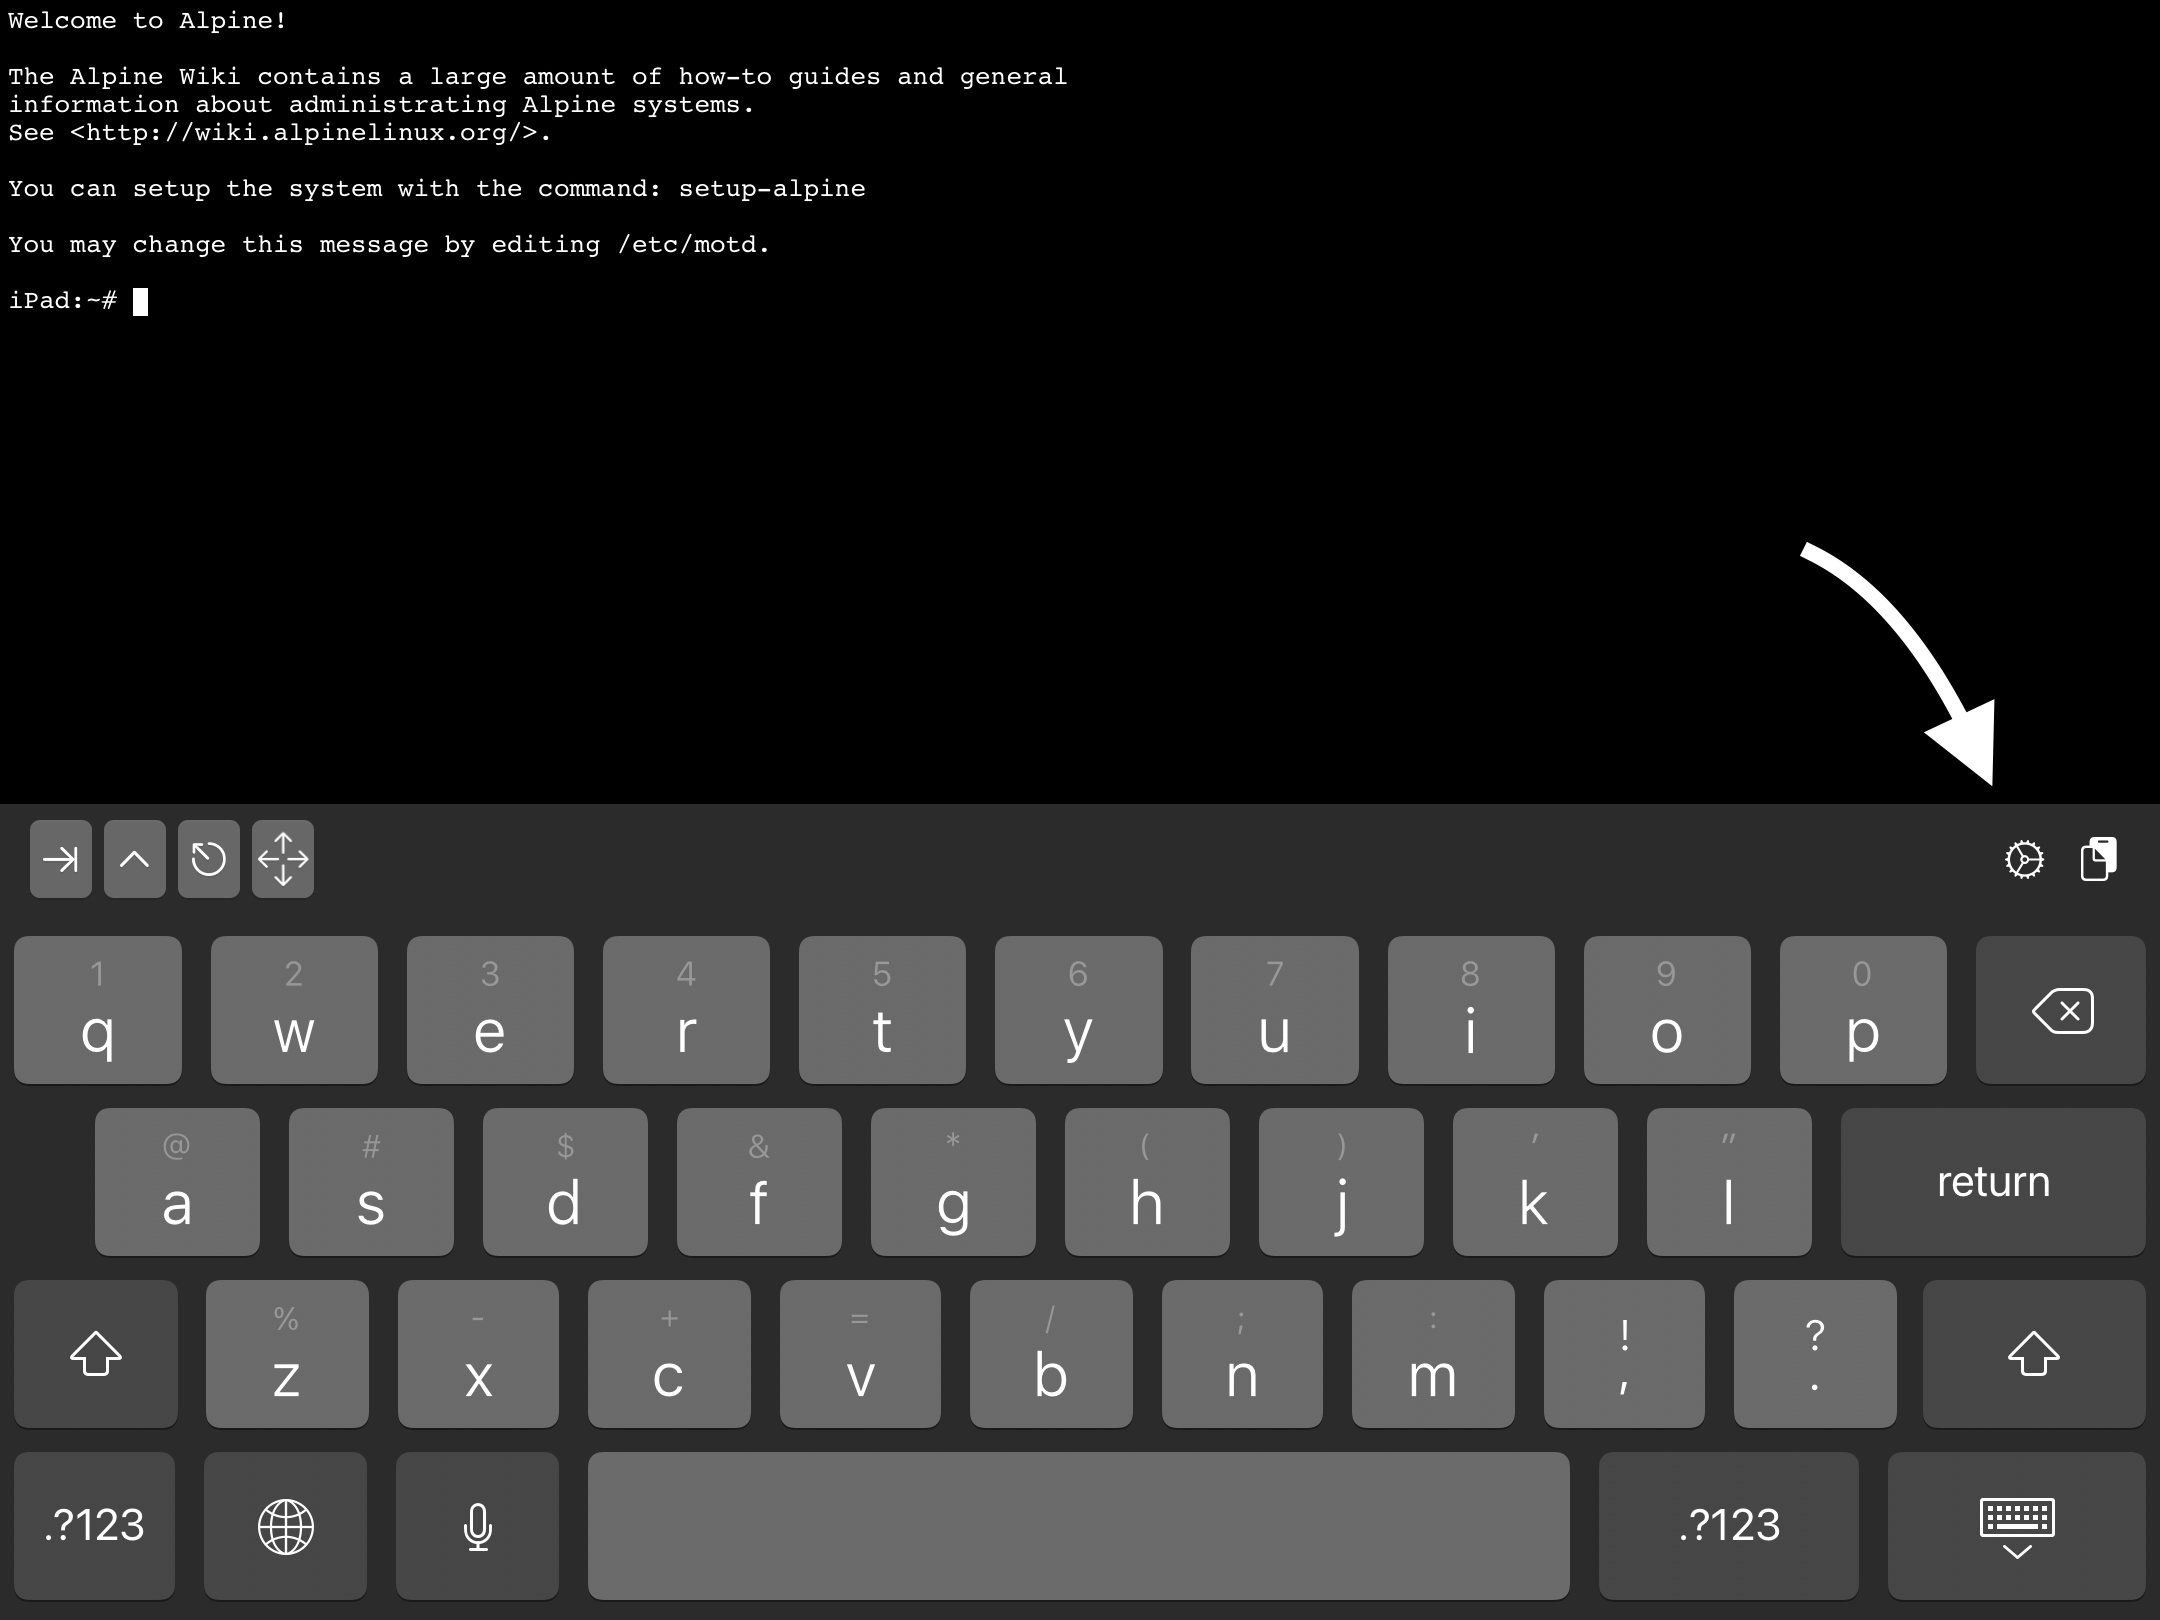 Welcome to Alpine!
The Alpine Wiki contains a large amount of how-to guides and general
information about administrating Alpine systems.
See <http://wiki.alpinelinux.org/>.
You can setup the system with the command: setup-alpine
You may change this message by editing /etc/motd.
iPad:~#
1 2 3 4 5 6 7 8 9 0
q w e r t y u i o p
@ # $ & * ( ) ' "
a s d f g h j k l return
% - + = / ; : ! ?
z x c v b n m , .
.?123 .?123